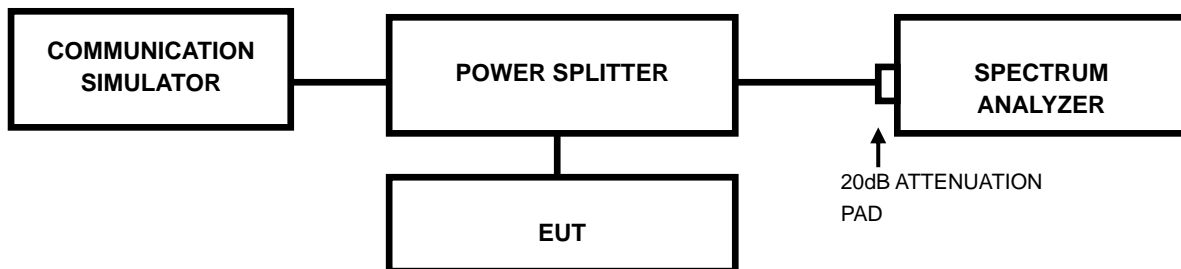 COMMUNICATION
SIMULATOR
POWER SPLITTER
SPECTRUM
ANALYZER
20dB ATTENUATION
PAD
EUT